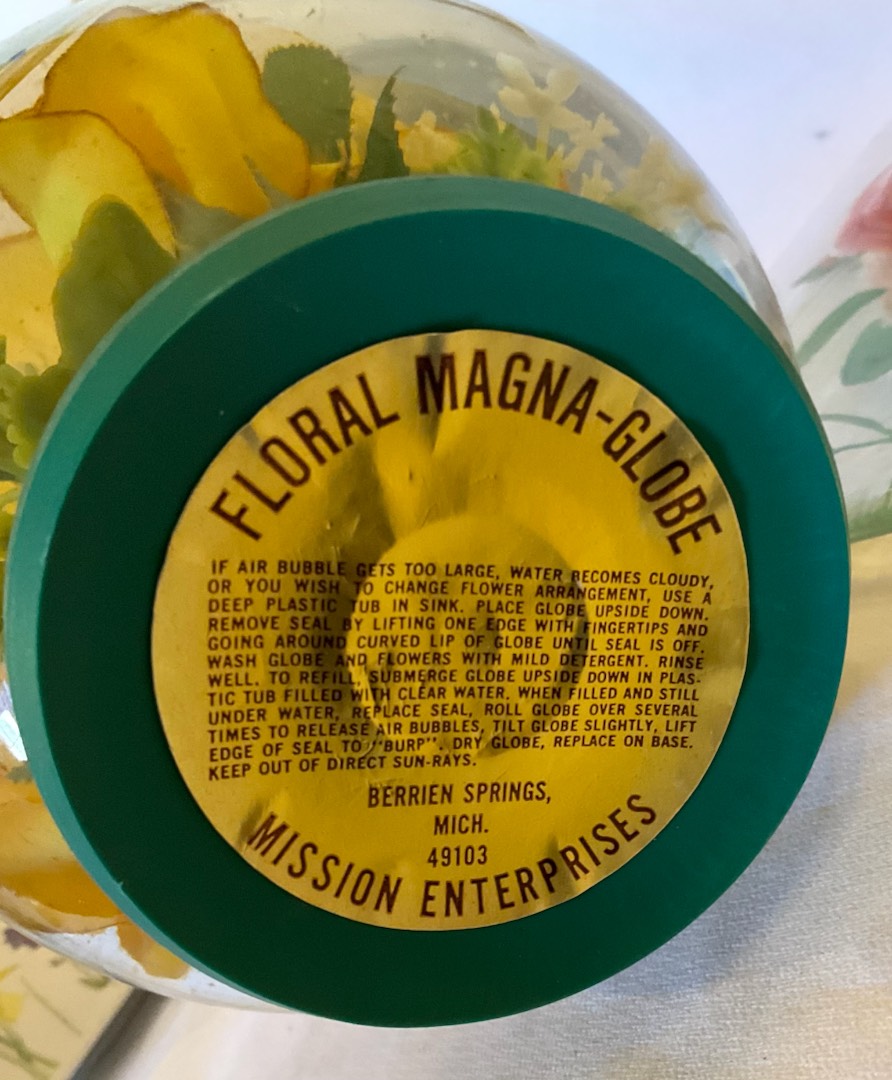 FLORAL MAGNA-GLOBE
IF AIR BUBBLE GETS TOO LARGE, WATER BECOMES CLOUDY,
OR YOU WISH TO CHANGE FLOWER ARRANGEMENT, USE A
DEEP PLASTIC TUB IN SINK. PLACE GLOBE UPSIDE DOWN.
REMOVE SEAL BY LIFTING ONE EDGE WITH FINGERTIPS AND
GOING AROUND CURVED LIP OF GLOBE UNTIL SEAL IS OFF.
WASH GLOBE AND FLOWERS WITH MILD DETERGENT. RINSE
WELL. TO REFILL, SUBMERGE GLOBE UPSIDE DOWN IN PLAS-
TIC TUB FILLED WITH CLEAR WATER. WHEN FILLED AND STILL
UNDER WATER, REPLACE SEAL, ROLL GLOBE OVER SEVERAL
TIMES TO RELEASE AIR BUBBLES, TILT GLOBE SLIGHTLY, LIFT
EDGE OF SEAL TO "BURP". DRY GLOBE, REPLACE ON BASE.
KEEP OUT OF DIRECT SUN-RAYS.
BERRIEN SPRINGS,
MICH.
49103
MISSION ENTERPRISES